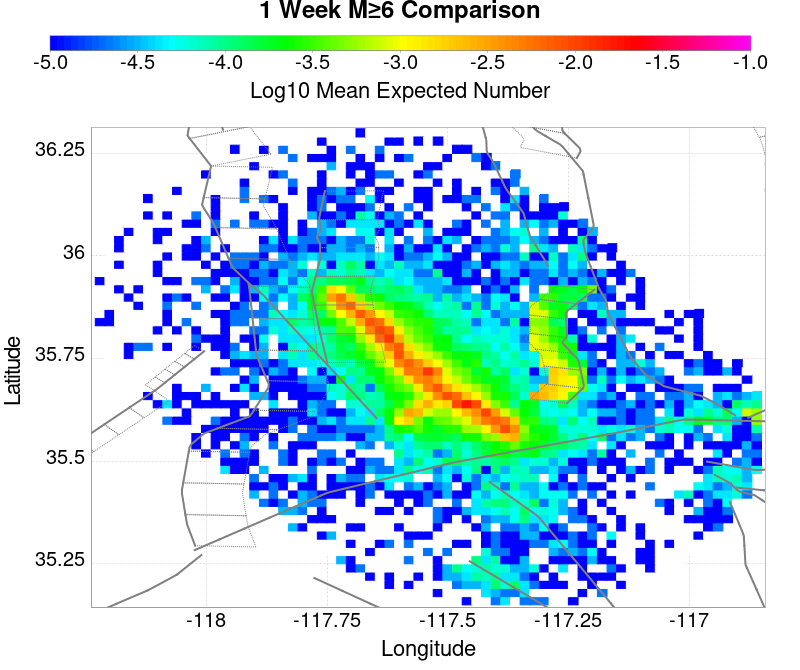 1 Week M≥6 Comparison
-5.0 -4.5 -4.0 -3.5 -3.0 -2.5 -2.0 -1.5 -1.0
Log10 Mean Expected Number
36.25
36
35.75
35.5
35.25
Latitude
-118 -117.75 -117.5 -117.25 -117
Longitude